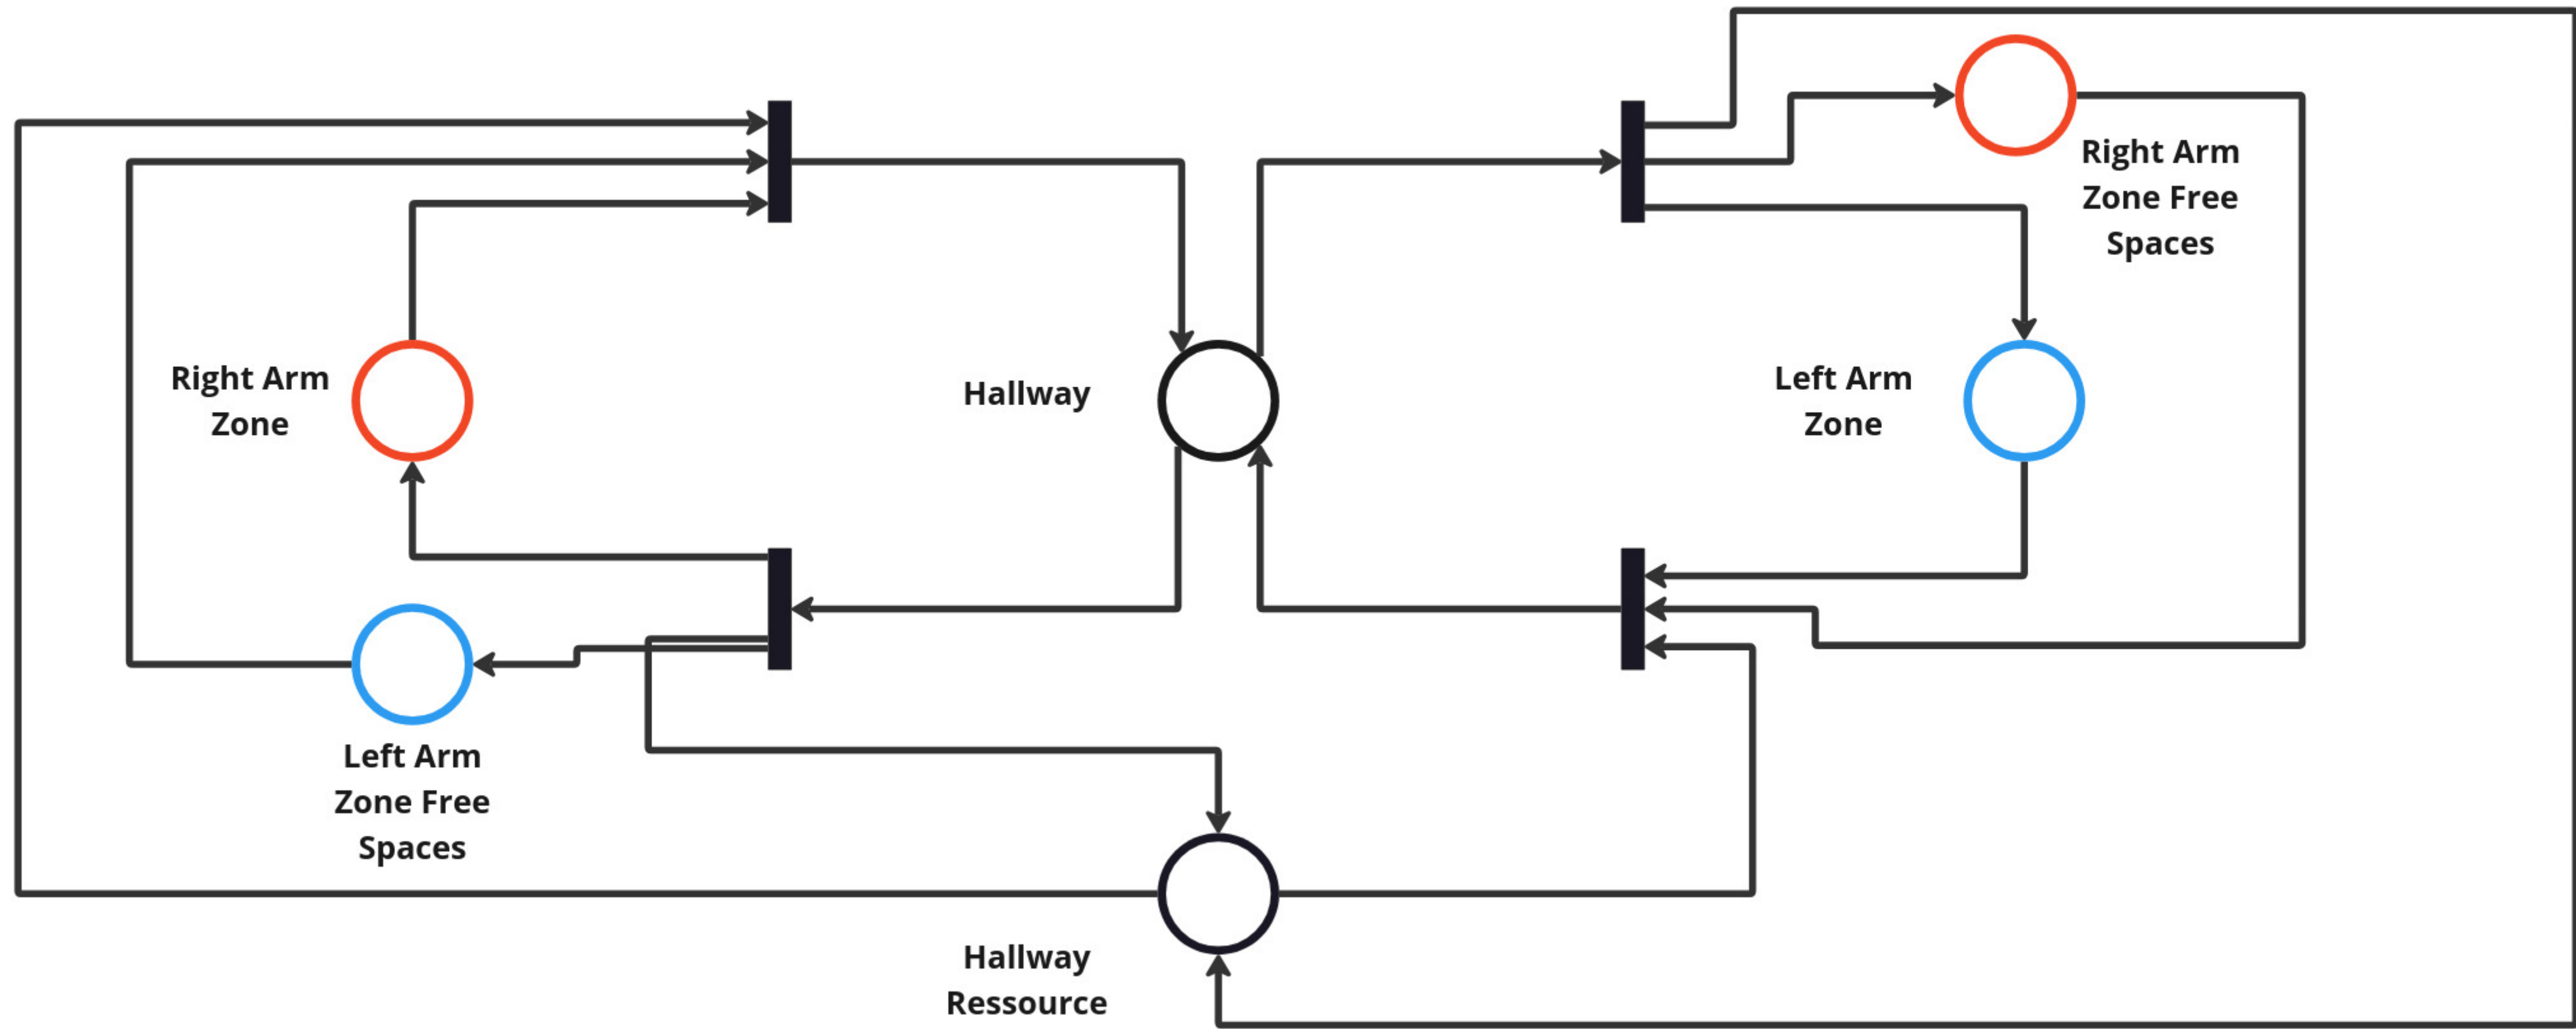 Right Arm
Zone Free
Spaces
Right Arm
Zone
Hallway
Left Arm
Zone
Left Arm
Zone Free
Spaces
Hallway
Ressource